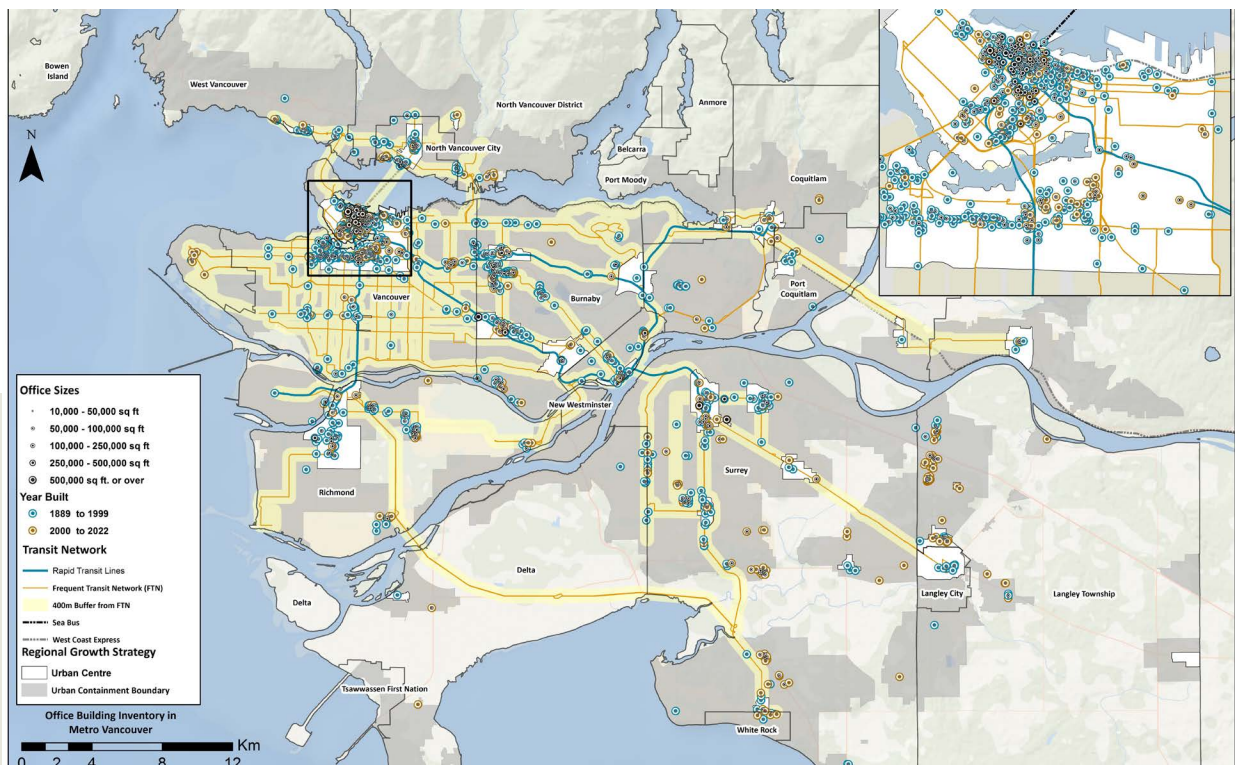 Bowen
Island
West Vancouver
North Vancouver District
Anmore
N
North Vancouver City
Belcarra
Port Moody
Coquitlam
Vancouver
Burnaby
Port
Coquitlam
New Westminster
Surrey
Richmond
Delta
Delta
Langley City
Langley Township
Tsawwassen First Nation
White Rock
Office Sizes
10,000 - 50,000 sq ft
50,000 - 100,000 sq ft
100,000 - 250,000 sq ft
250,000 - 500,000 sq ft
500,000 sq ft. or over
Year Built
1889 to 1999
2000 to 2022
Transit Network
Rapid Transit Lines
Frequent Transit Network (FTN)
400m Buffer from FTN
Sea Bus
West Coast Express
Regional Growth Strategy
Urban Centre
Urban Containment Boundary
Office Building Inventory in
Metro Vancouver
Km
0 2 4 8 12